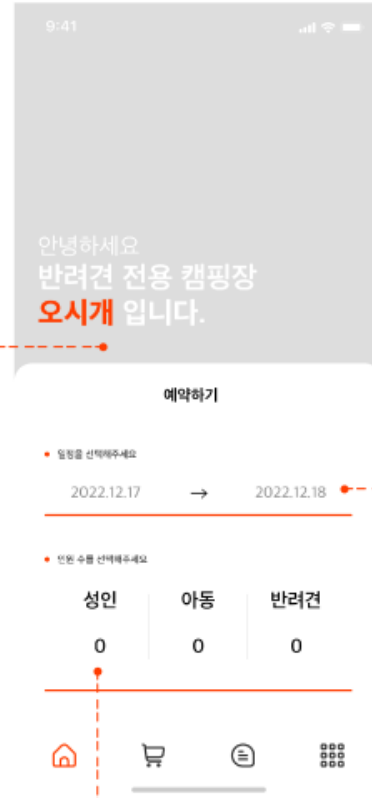 9:41
안녕하세요
반려견 전용 캠핑장
오시개 입니다.
예약하기
일정을 선택해주세요
2022.12.17 → 2022.12.18
인원 수를 선택해주세요
성인 아동 반려견
0 0 0